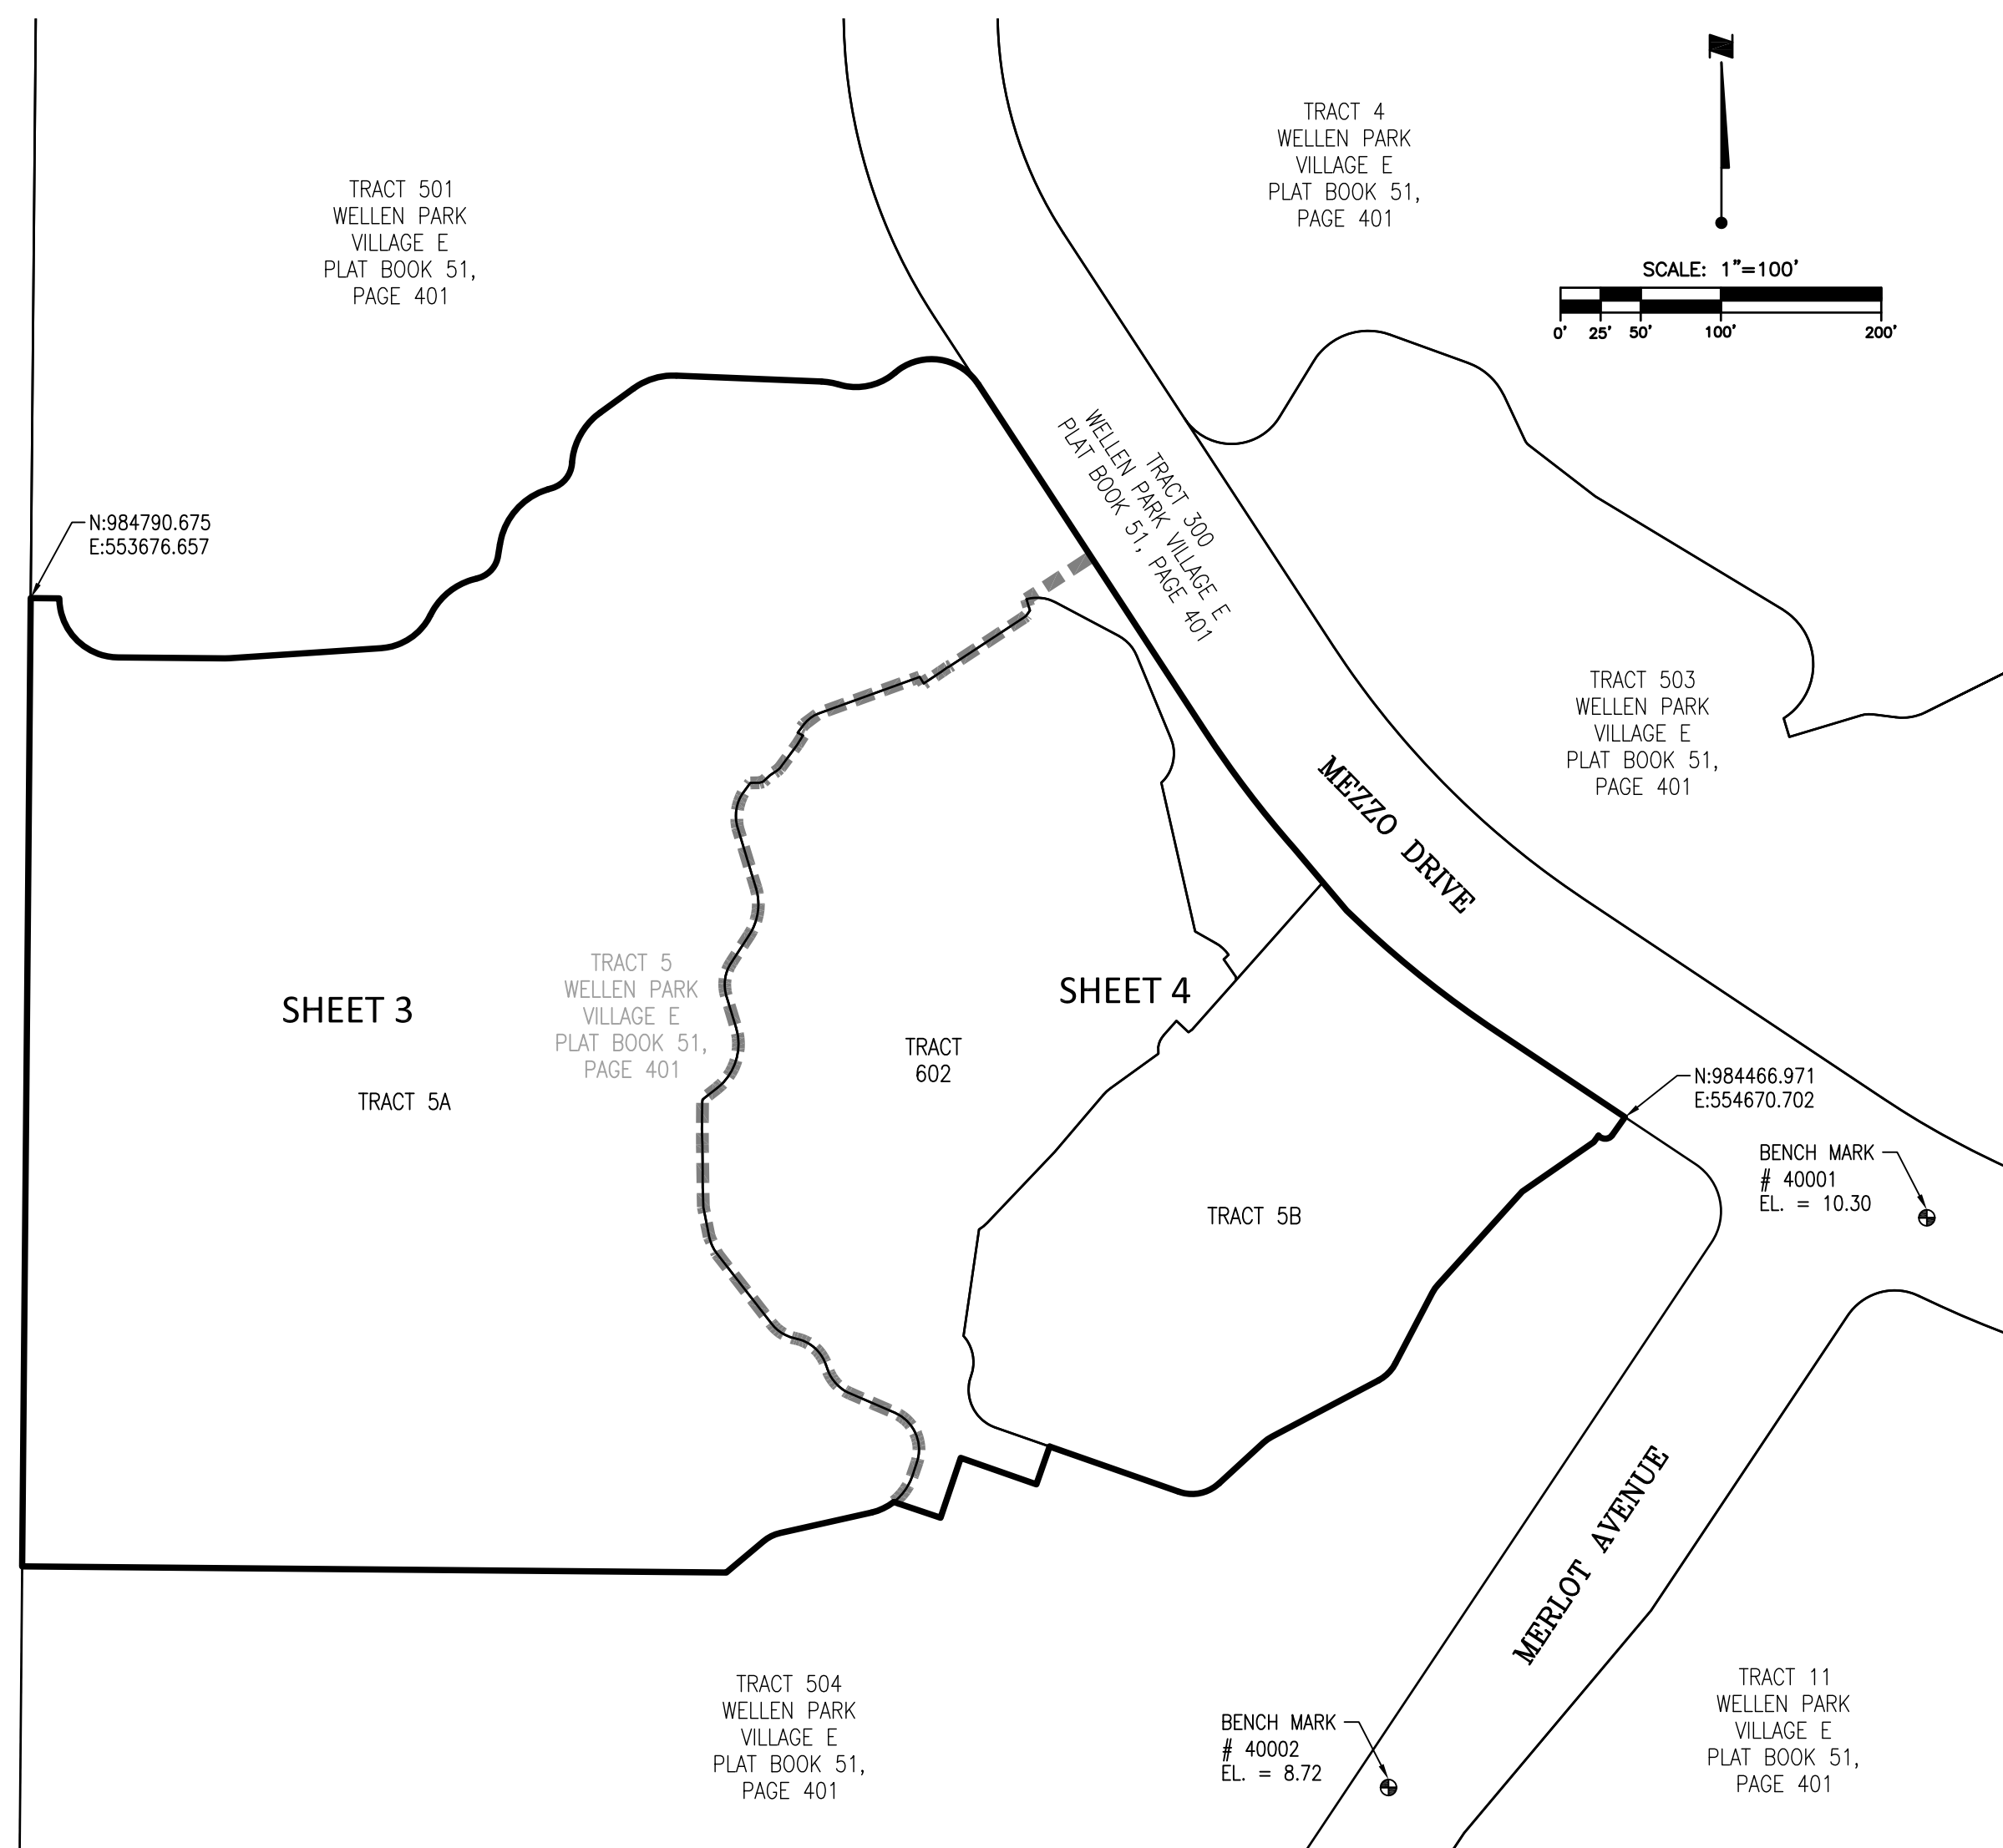 N
TRACT 4
WELLEN PARK
VILLAGE E
PLAT BOOK 51,
PAGE 401
TRACT 501
WELLEN PARK
VILLAGE E
PLAT BOOK 51,
PAGE 401
SCALE: 1"=100'
0' 25' 50' 100' 200'
TRACT 300
WELLEN PARK VILLAGE E
PLAT BOOK 51, PAGE 401
N:984790.675
E:553676.657
TRACT 503
WELLEN PARK
VILLAGE E
PLAT BOOK 51,
PAGE 401
MEZZO DRIVE
SHEET 3
TRACT 5
WELLEN PARK
VILLAGE E
PLAT BOOK 51,
PAGE 401
SHEET 4
TRACT
602
TRACT 5A
N:984466.971
E:554670.702
BENCH MARK
# 40001
EL. = 10.30
TRACT 5B
MERLOT AVENUE
TRACT 504
WELLEN PARK
VILLAGE E
PLAT BOOK 51,
PAGE 401
BENCH MARK
# 40002
EL. = 8.72
TRACT 11
WELLEN PARK
VILLAGE E
PLAT BOOK 51,
PAGE 401